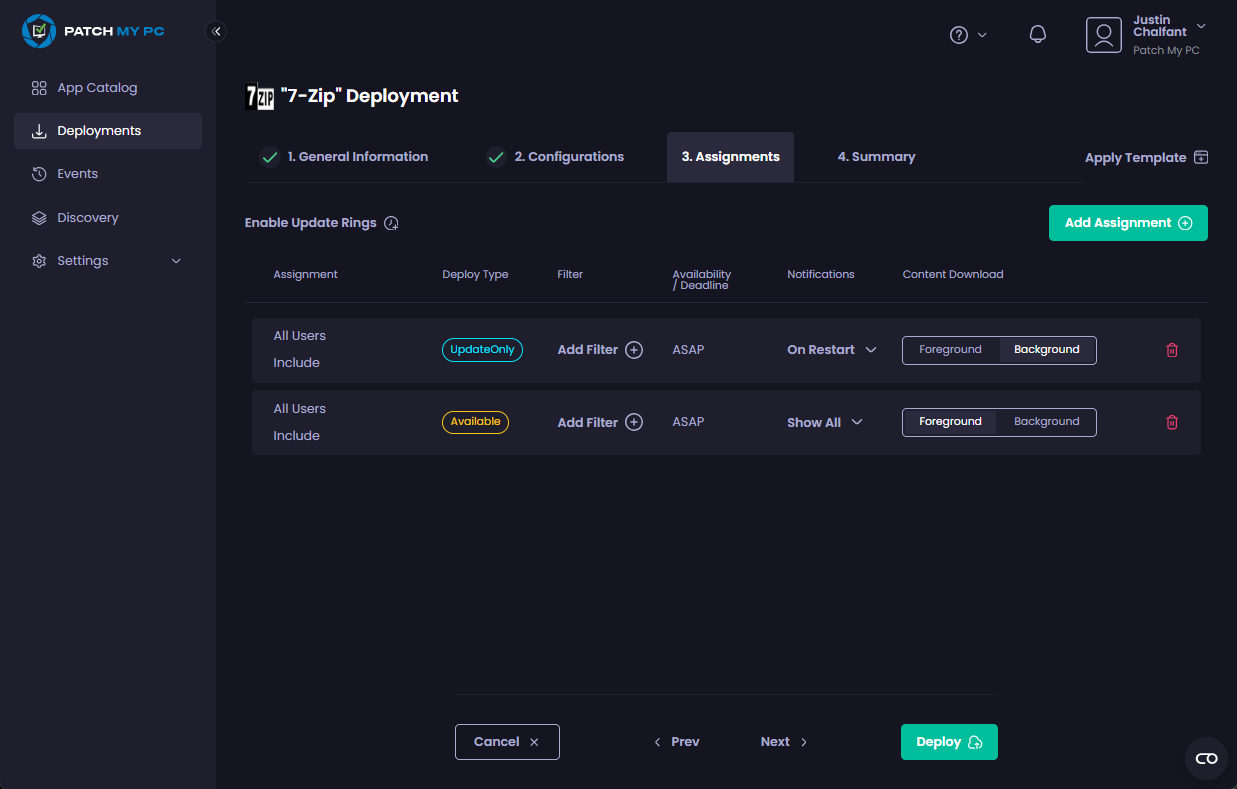 PATCH MY PC
App Catalog
Deployments
Events
Discovery
Settings
Justin
Chalfant
Patch My PC
7ZIP "7-Zip" Deployment
1. General Information
2. Configurations
3. Assignments
4. Summary
Apply Template
Enable Update Rings
Add Assignment
Assignment
Deploy Type
Filter
Availability
/ Deadline
Notifications
Content Download
All Users
Include
UpdateOnly
Add Filter
ASAP
On Restart
Foreground
Background
All Users
Include
Available
Add Filter
ASAP
Show All
Foreground
Background
Cancel
Prev
Next
Deploy